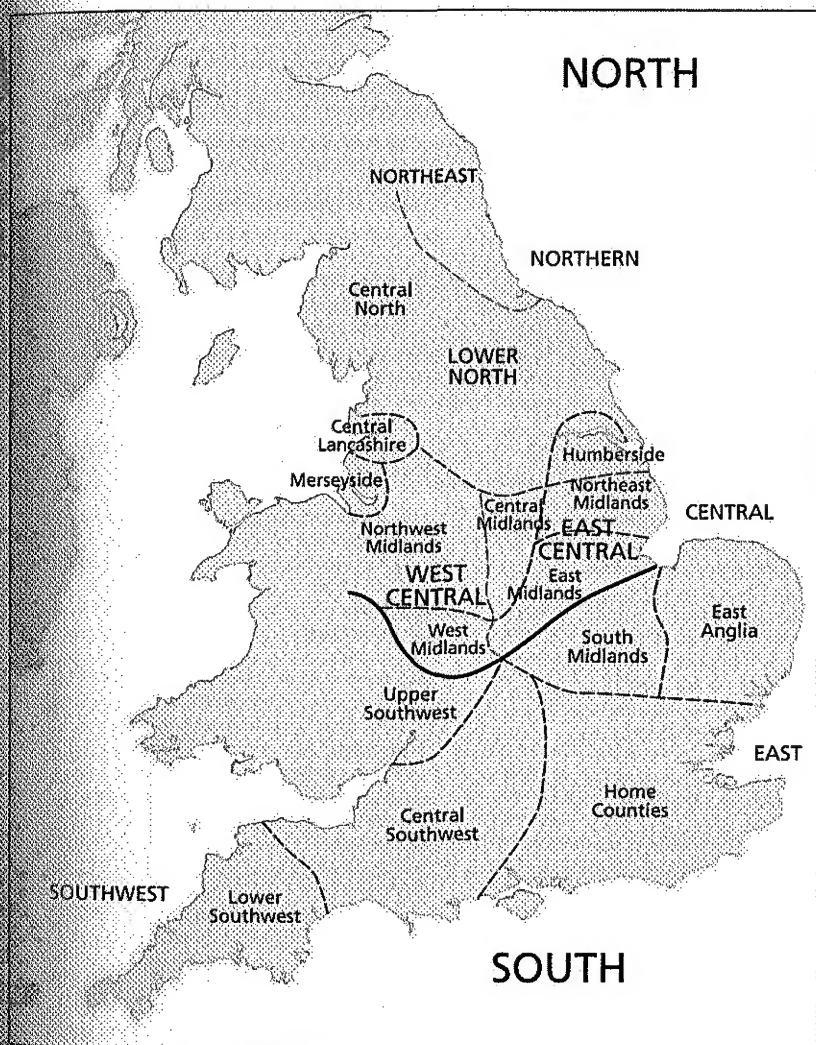 NORTH
NORTHEAST
NORTHERN
Central
North
LOWER
NORTH
Central
Lancashire
Humberside
Merseyside
Northeast
Midlands
Central
Midlands
CENTRAL
Northwest
Midlands
EAST
CENTRAL
WEST
CENTRAL
East
Midlands
East
Anglia
West
Midlands
South
Midlands
Upper
Southwest
EAST
Home
Counties
Central
Southwest
SOUTHWEST
Lower
Southwest
SOUTH